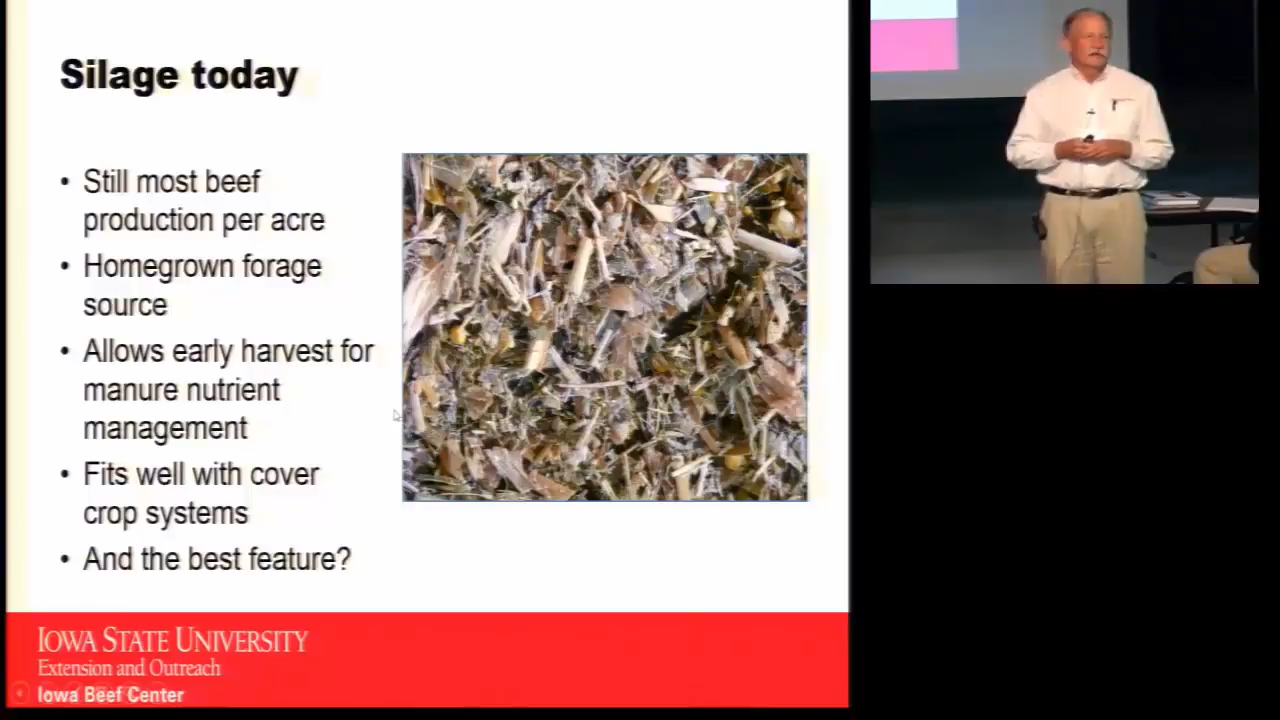 Silage today
• Still most beef
production per acre
• Homegrown forage
source
• Allows early harvest for
manure nutrient
management
• Fits well with cover
crop systems
• And the best feature?
IOWA STATE UNIVERSITY
Extension and Outreach
Iowa Beef Center